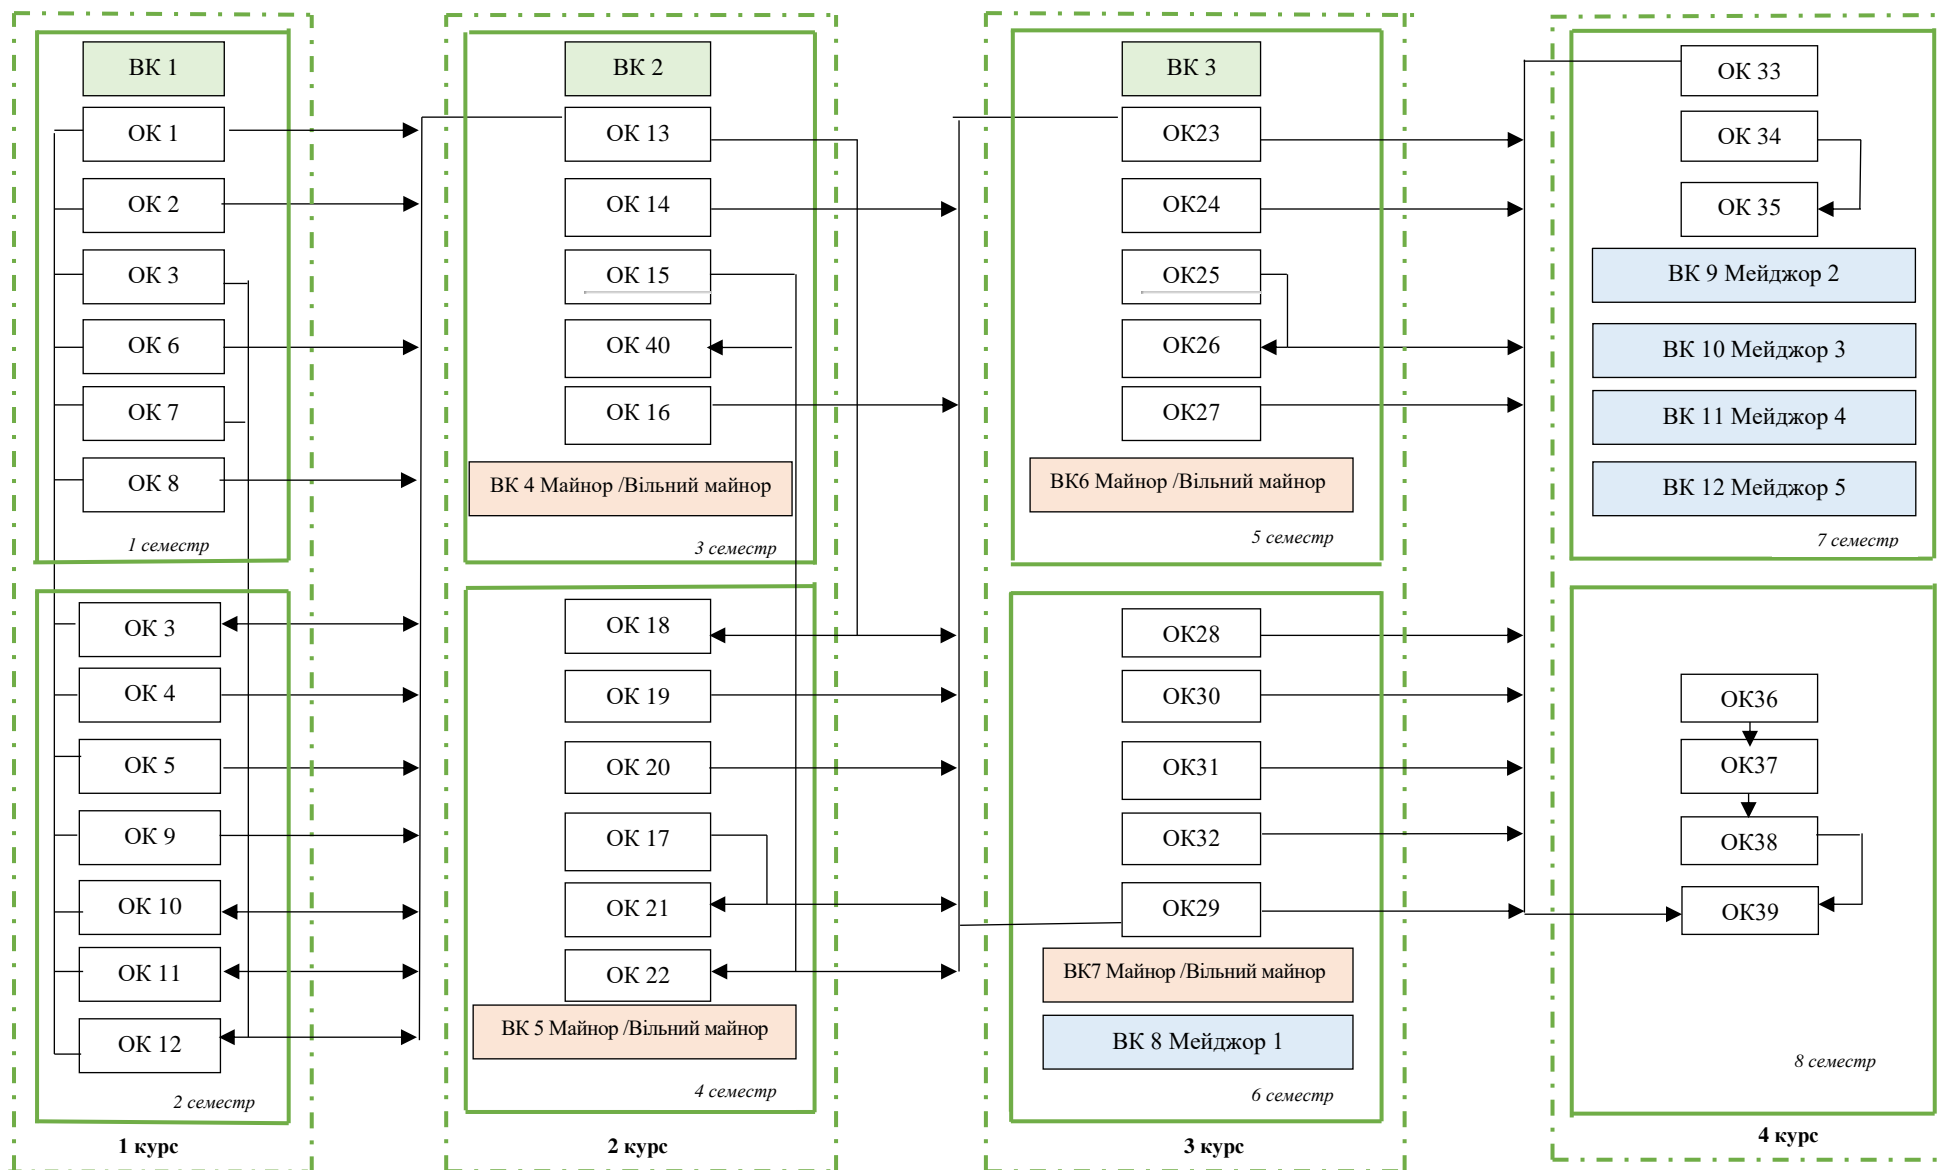 ВК 1
ОК 1
ОК 2
ОК 3
ОК 6
ОК 7
ОК 8
1 семестр
ОК 3
ОК 4
ОК 5
ОК 9
ОК 10
ОК 11
ОК 12
2 семестр
1 курс
ВК 2
ОК 13
ОК 14
ОК 15
ОК 40
ОК 16
ВК 4 Майнор /Вільний майнор
3 семестр
ОК 18
ОК 19
ОК 20
ОК 17
ОК 21
ОК 22
ВК 5 Майнор /Вільний майнор
4 семестр
2 курс
ВК 3
ОК23
ОК24
ОК25
ОК26
ОК27
ВК6 Майнор /Вільний майнор
5 семестр
ОК28
ОК30
ОК31
ОК32
ОК29
ВК7 Майнор /Вільний майнор
ВК 8 Мейджор 1
6 семестр
3 курс
ОК 33
ОК 34
ОК 35
ВК 9 Мейджор 2
ВК 10 Мейджор 3
ВК 11 Мейджор 4
ВК 12 Мейджор 5
7 семестр
ОК36
ОК37
ОК38
ОК39
8 семестр
4 курс